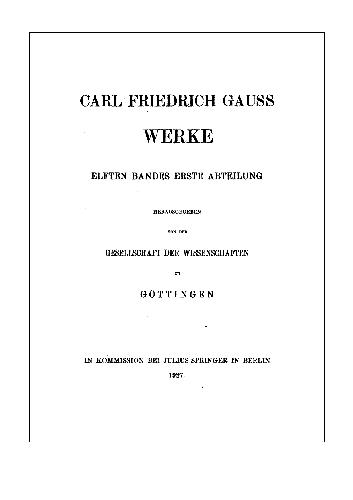 CARL FRIEDRICH GAUSS
WERKE
ELFTEN BANDES ERSTE ABTEILUNG
HERAUSGEGEBEN
VON DER
GESELLSCHAFT DER WISSENSCHAFTEN
ZU
GÖTTINGEN
IN KOMMISSION BEI JULIUS SPRINGER IN BERLIN
1927.